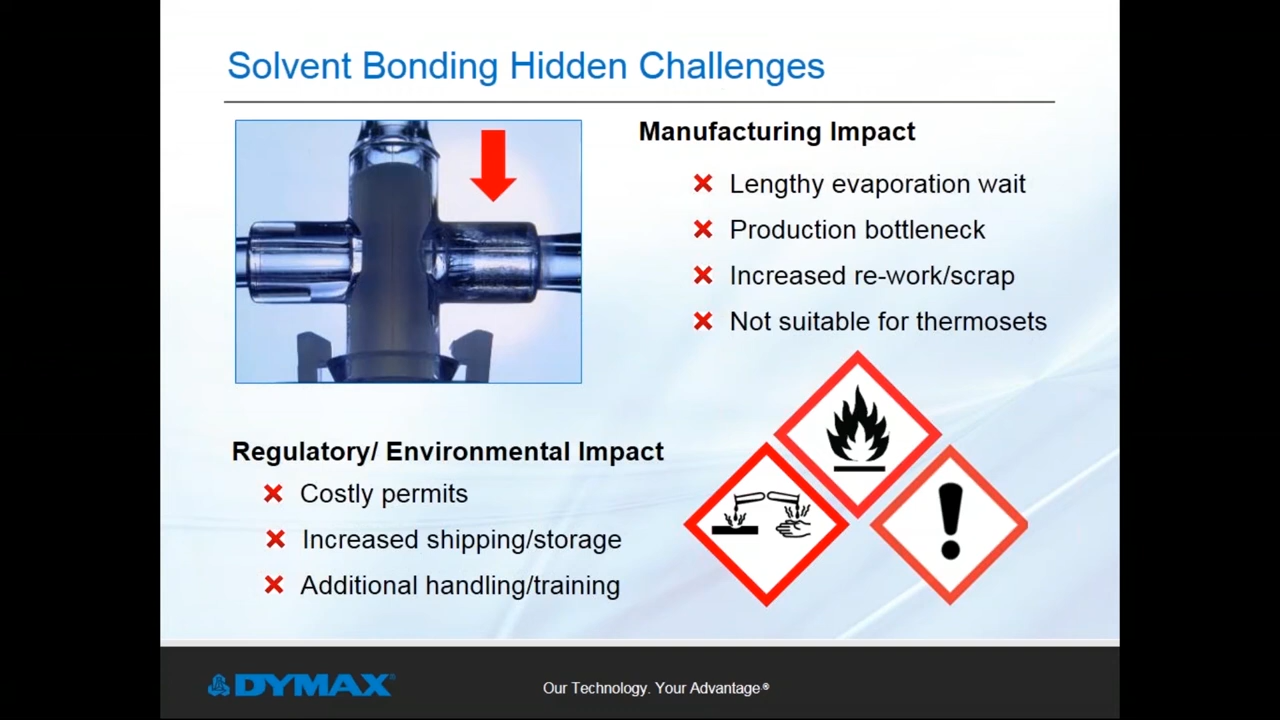 Solvent Bonding Hidden Challenges
Manufacturing Impact
Lengthy evaporation wait
Production bottleneck
Increased re-work/scrap
Not suitable for thermosets
Regulatory/ Environmental Impact
Costly permits
Increased shipping/storage
Additional handling/training
DYMAX®
Our Technology. Your Advantage®